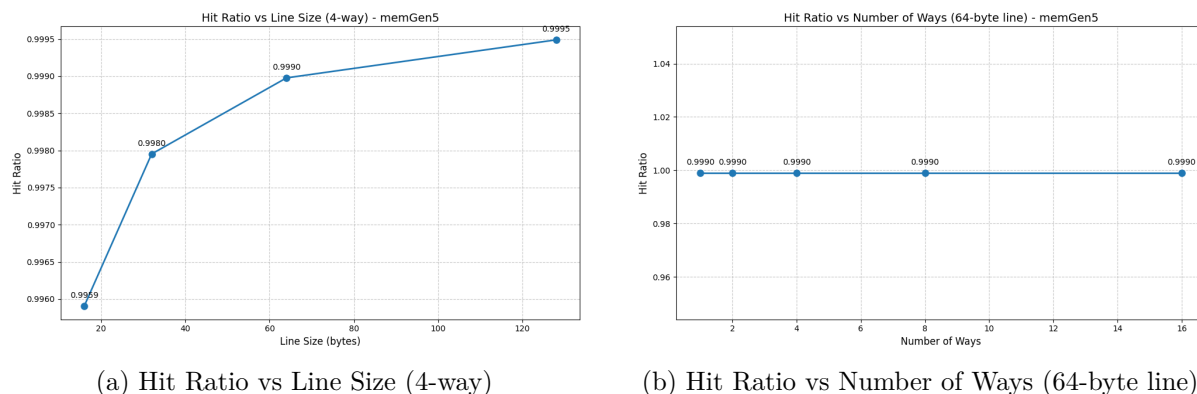 Hit Ratio vs Line Size (4-way) - memGen5
0.9995
0.9990
0.9985
0.9980
0.9975
0.9970
0.9965
0.9960
Hit Ratio
0.9959
0.9980
0.9990
0.9995
20 40 60 80 100 120
Line Size (bytes)
(a) Hit Ratio vs Line Size (4-way)
Hit Ratio vs Number of Ways (64-byte line) - memGen5
1.04
1.02
1.00
0.98
0.96
Hit Ratio
0.9990 0.9990 0.9990 0.9990 0.9990
2 4 6 8 10 12 14 16
Number of Ways
(b) Hit Ratio vs Number of Ways (64-byte line)